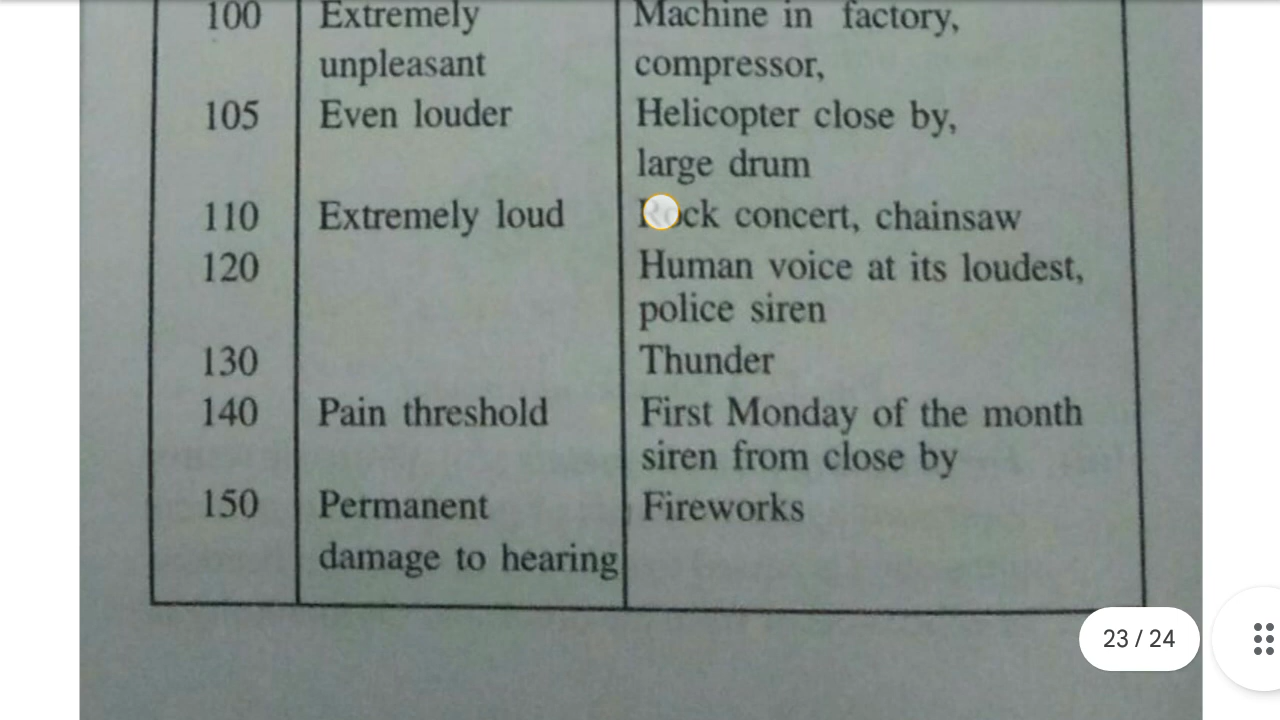 100 Extremely Machine in factory,
unpleasant compressor,
105 Even louder Helicopter close by,
large drum
110 Extremely loud Rock concert, chainsaw
120 Human voice at its loudest,
police siren
130 Thunder
140 Pain threshold First Monday of the month
siren from close by
150 Permanent Fireworks
damage to hearing
23 / 24